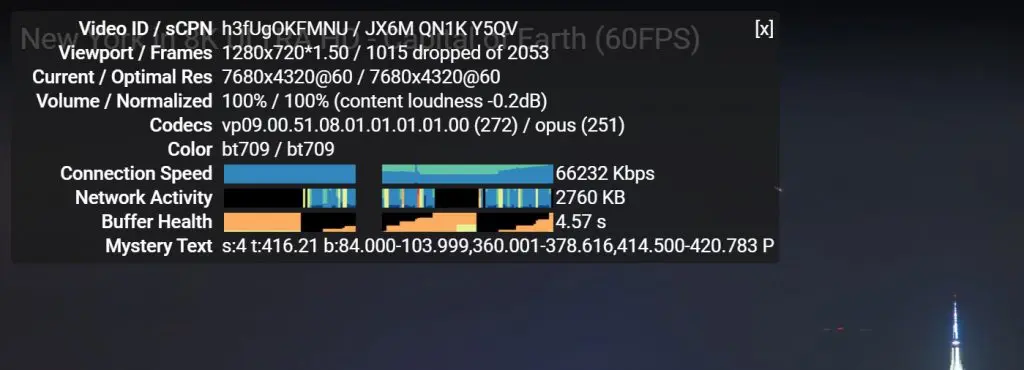 New York in 8K ULTRA HD - Capital of Earth (60FPS)
Video ID / sCPN h3fUgOKFMNU / JX6M QN1K Y5QV
[x]
Viewport / Frames 1280x720*1.50 / 1015 dropped of 2053
Current / Optimal Res 7680x4320@60 / 7680x4320@60
Volume / Normalized 100% / 100% (content loudness -0.2dB)
Codecs vp09.00.51.08.01.01.01.01.00 (272) / opus (251)
Color bt709 / bt709
Connection Speed 66232 Kbps
Network Activity 2760 KB
Buffer Health 4.57 s
Mystery Text s:4 t:416.21 b:84.000-103.999,360.001-378.616,414.500-420.783 P